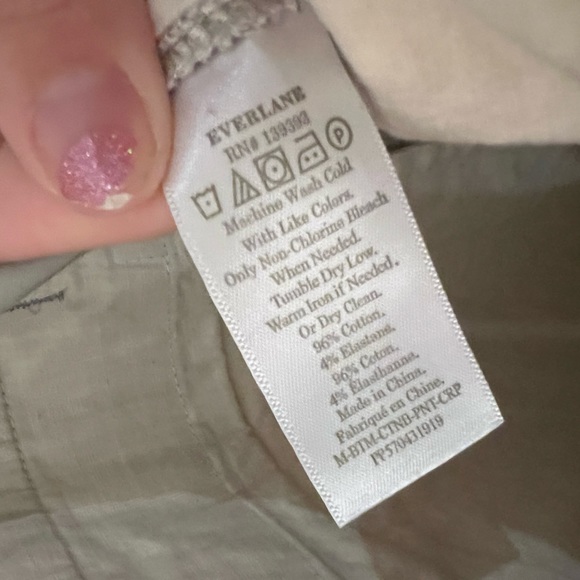 EVERLANE
RN# 139393
P
Machine Wash Cold
With Like Colors.
Only Non-Chlorine Bleach
When Needed.
Tumble Dry Low.
Warm Iron if Needed.
Or Dry Clean.
96% Cotton.
4% Elastane.
96% Coton.
4% Elasthanne.
Made in China.
Fabriqué en Chine.
M-BTM-CTNB-PNT-CRP
PP570431919